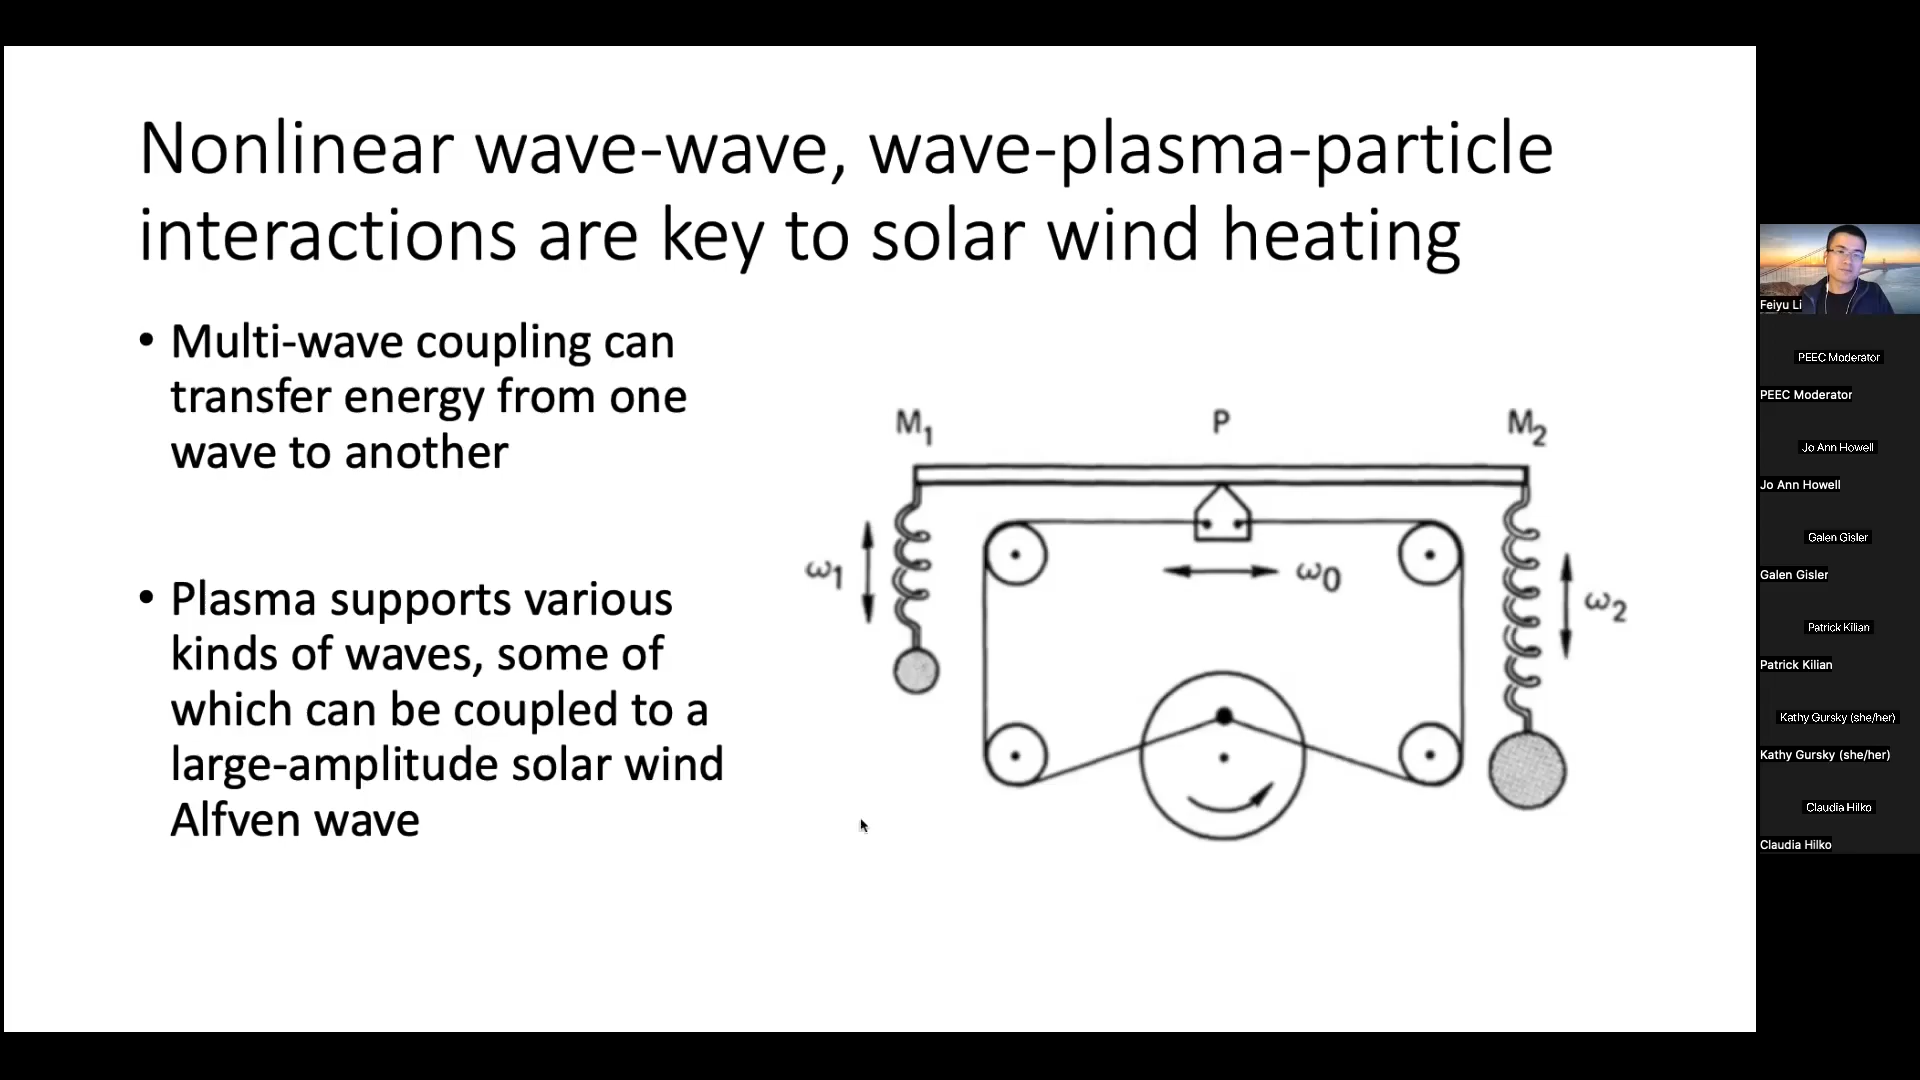 Nonlinear wave-wave, wave-plasma-particle
interactions are key to solar wind heating
• Multi-wave coupling can
transfer energy from one
wave to another
• Plasma supports various
kinds of waves, some of
which can be coupled to a
large-amplitude solar wind
Alfven wave
M₁
P
M₂
ω₁
ω₀
ω₂
Feiyu Li
PEEC Moderator
PEEC Moderator
Jo Ann Howell
Jo Ann Howell
Galen Gisler
Galen Gisler
Patrick Kilian
Patrick Kilian
Kathy Gursky (she/her)
Kathy Gursky (she/her)
Claudia Hilko
Claudia Hilko